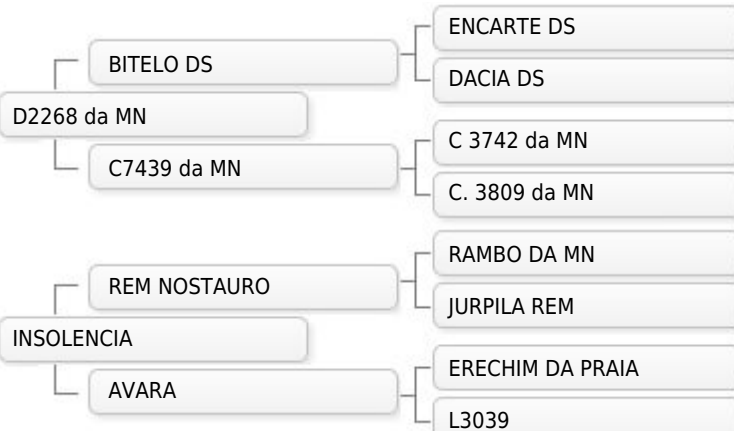 ENCARTE DS
BITELO DS
DACIA DS
D2268 da MN
C 3742 da MN
C7439 da MN
C. 3809 da MN
RAMBO DA MN
REM NOSTAURO
JURPILA REM
INSOLENCIA
ERECHIM DA PRAIA
AVARA
L3039